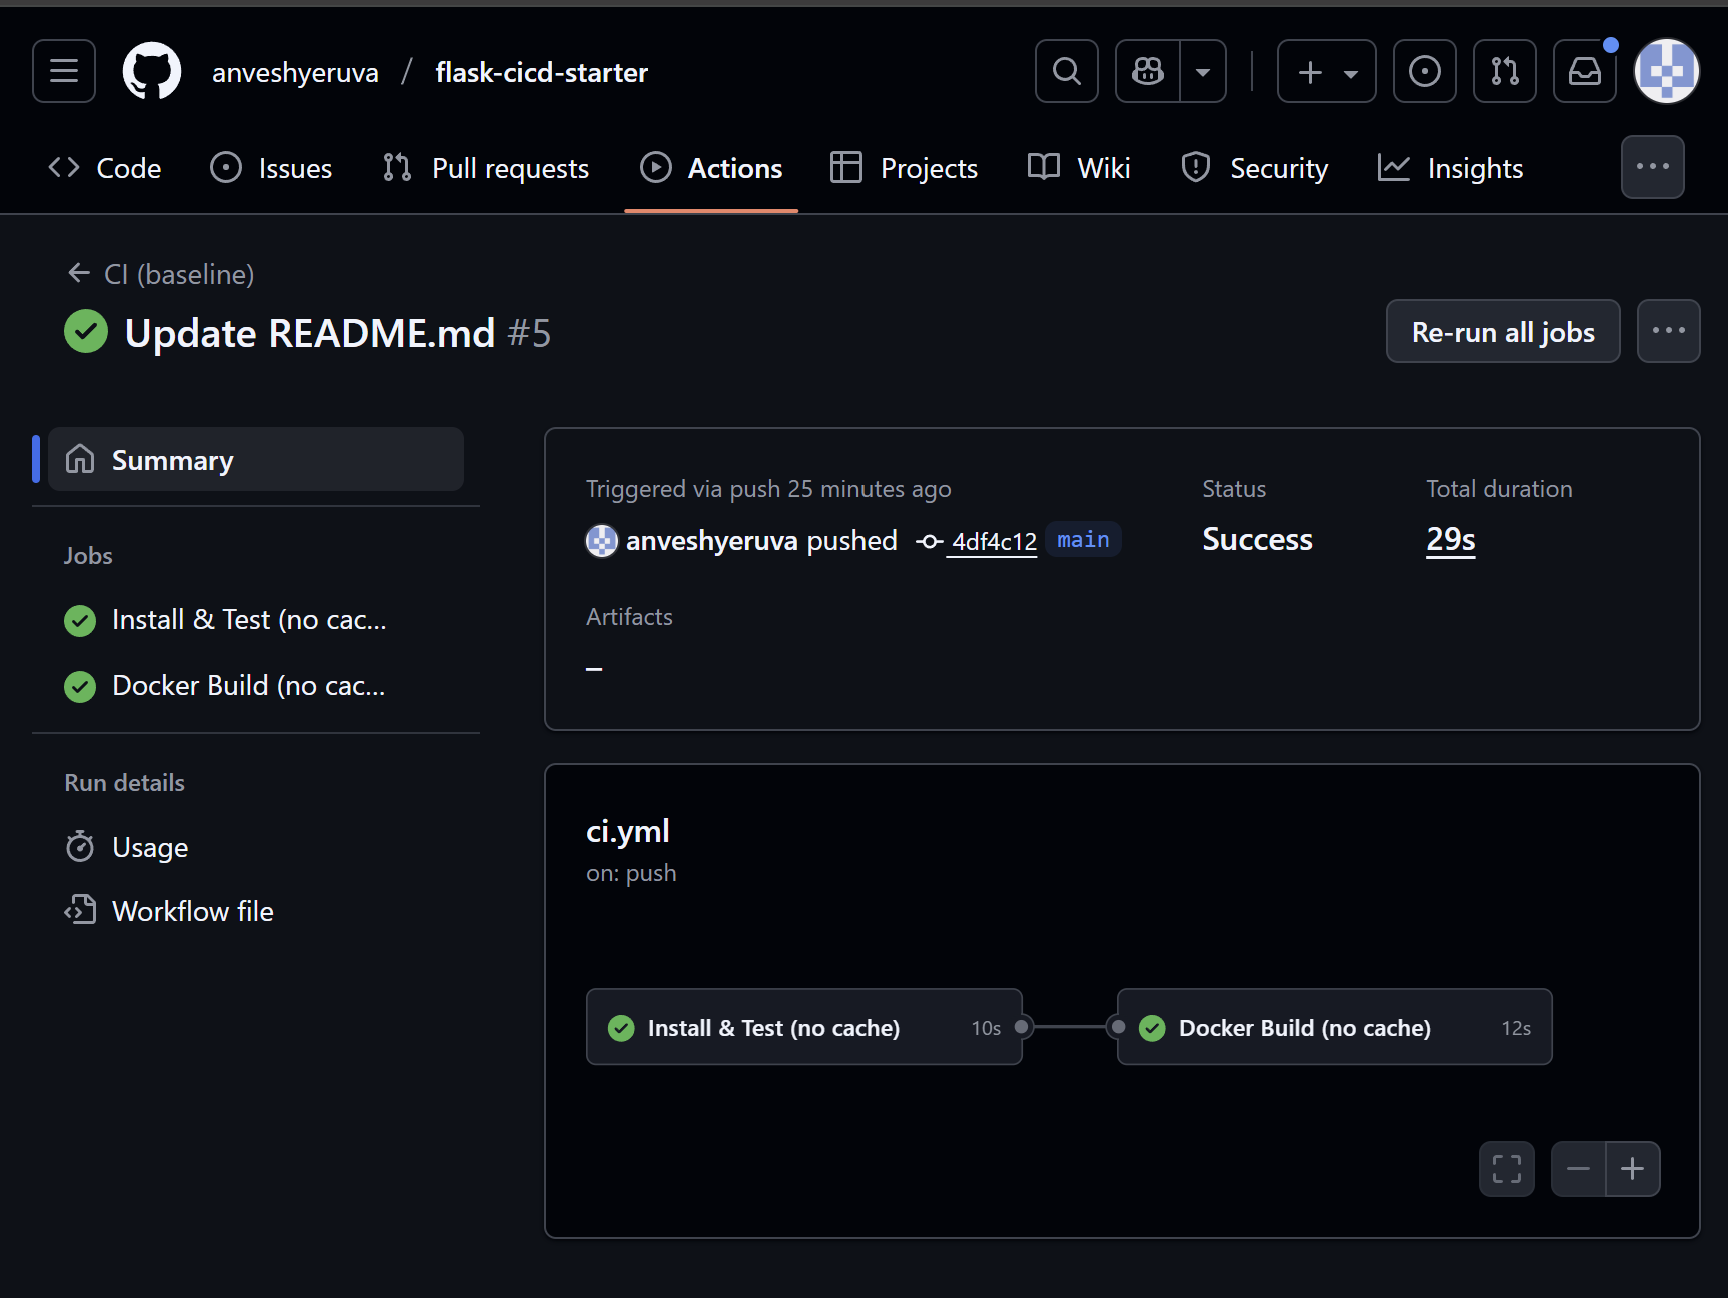 anveshyeruva / flask-cicd-starter
Code Issues Pull requests Actions Projects Wiki Security Insights
CI (baseline)
Update README.md #5
Re-run all jobs
Summary
Jobs
Install & Test (no cac...
Docker Build (no cac...
Run details
Usage
Workflow file
Triggered via push 25 minutes ago
anveshyeruva pushed 4df4c12 main
Status
Success
Total duration
29s
Artifacts
–
ci.yml
on: push
Install & Test (no cache) 10s
Docker Build (no cache) 12s